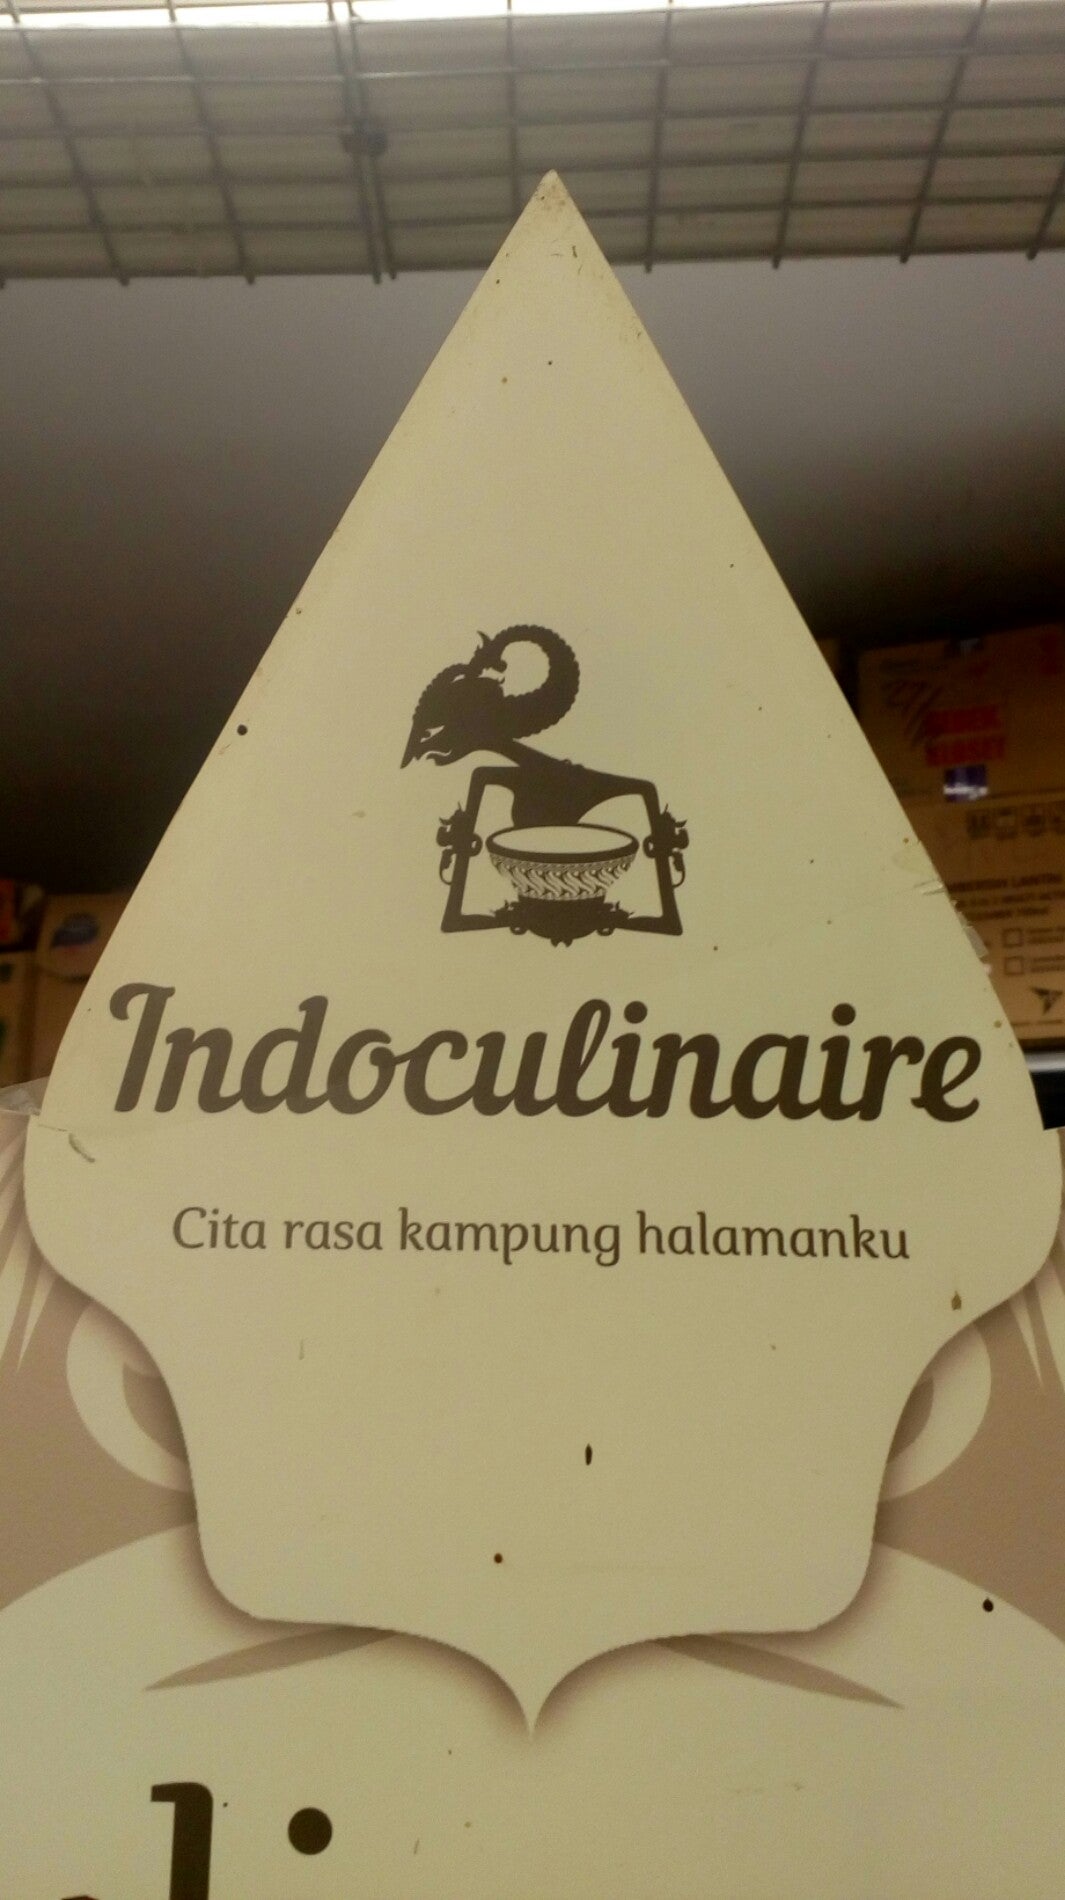 Indoculinaire
Cita rasa kampung halamanku